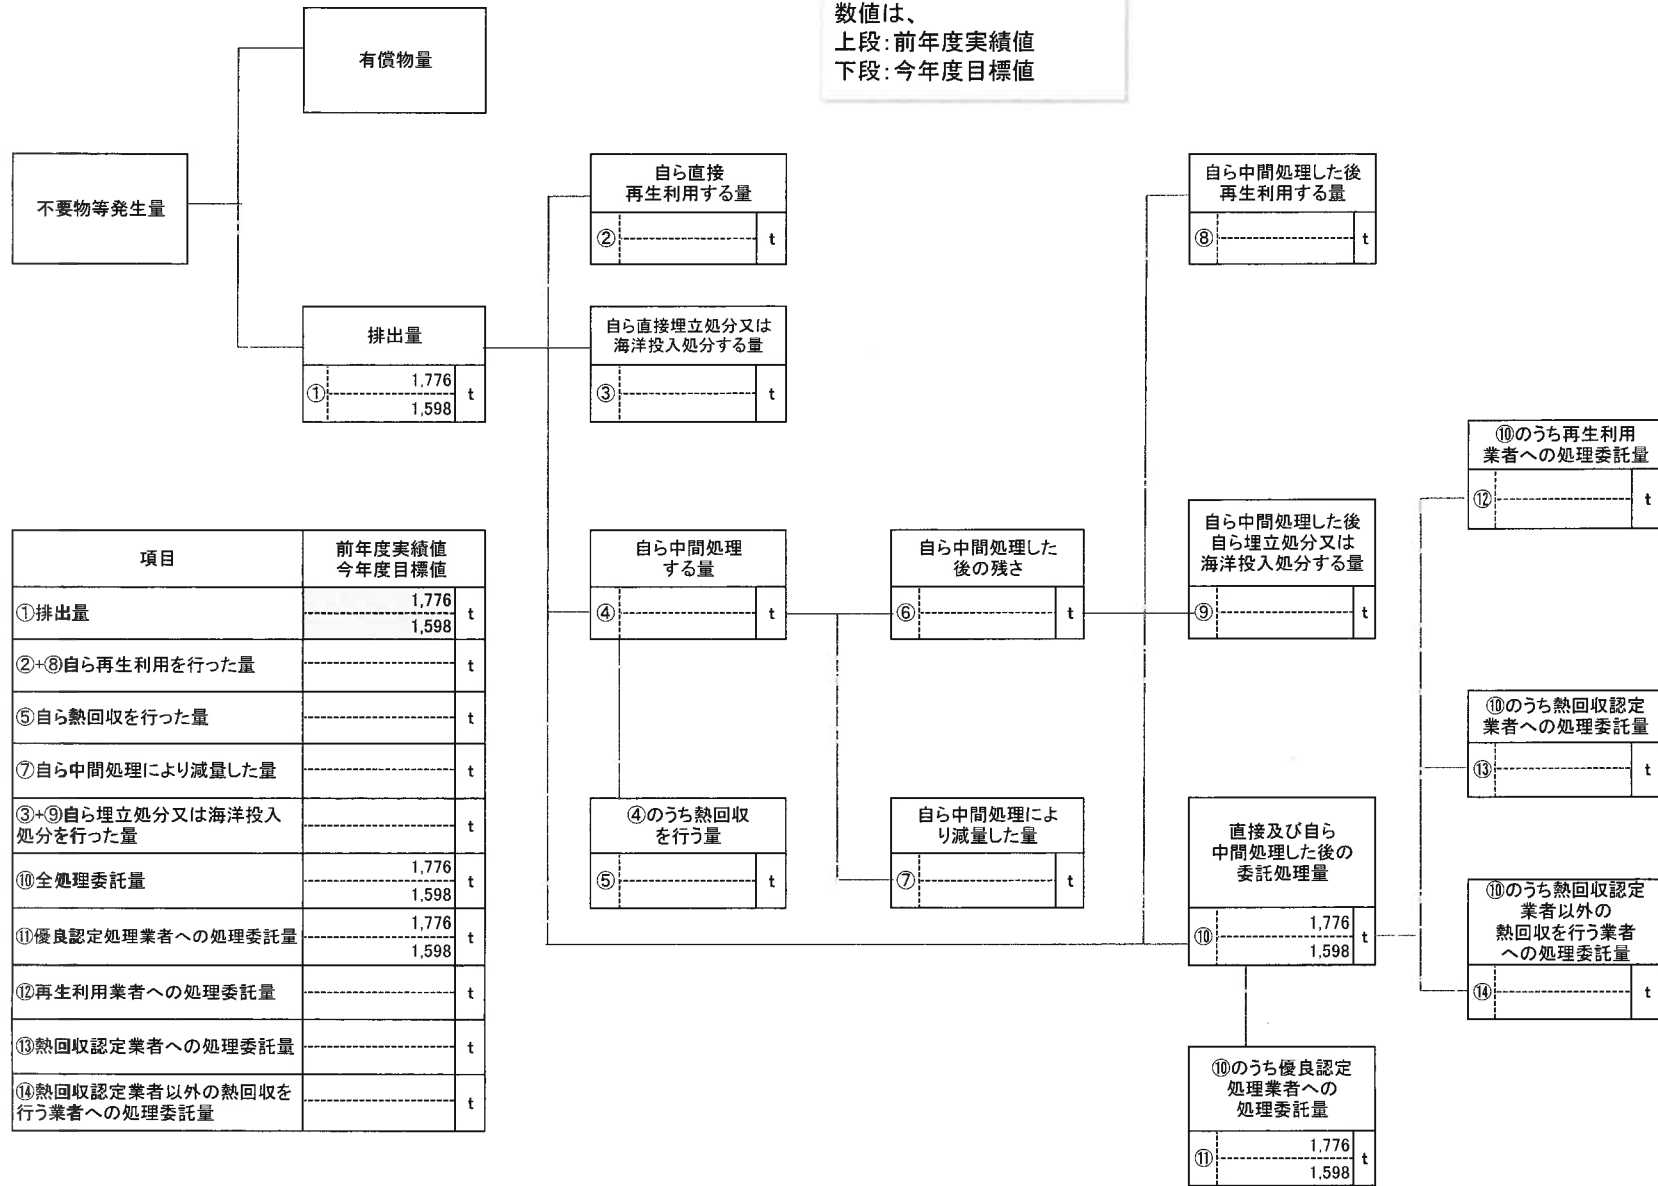 数値は、
上段：前年度実績値
下段：今年度目標値
有償物量
不要物等発生量
排出量
①
1,776
1,598
t
自ら直接
再生利用する量
②
t
自ら直接埋立処分又は
海洋投入処分する量
③
t
自ら中間処理
する量
④
t
④のうち熱回収
を行う量
⑤
t
自ら中間処理した
後の残さ
⑥
t
自ら中間処理によ
り減量した量
⑦
t
自ら中間処理した後
再生利用する量
⑧
t
自ら中間処理した後
自ら埋立処分又は
海洋投入処分する量
⑨
t
直接及び自ら
中間処理した後の
委託処理量
⑩
1,776
1,598
t
⑩のうち優良認定
処理業者への
処理委託量
⑪
1,776
1,598
t
⑩のうち再生利用
業者への処理委託量
⑫
t
⑩のうち熱回収認定
業者への処理委託量
⑬
t
⑩のうち熱回収認定
業者以外の
熱回収を行う業者
への処理委託量
⑭
t
項目
前年度実績値
今年度目標値
①排出量
1,776
1,598
t
②+⑧自ら再生利用を行った量
t
⑤自ら熱回収を行った量
t
⑦自ら中間処理により減量した量
t
③+⑨自ら埋立処分又は海洋投入
処分を行った量
t
⑩全処理委託量
1,776
1,598
t
⑪優良認定処理業者への処理委託量
1,776
1,598
t
⑫再生利用業者への処理委託量
t
⑬熱回収認定業者への処理委託量
t
⑭熱回収認定業者以外の熱回収を
行う業者への処理委託量
t